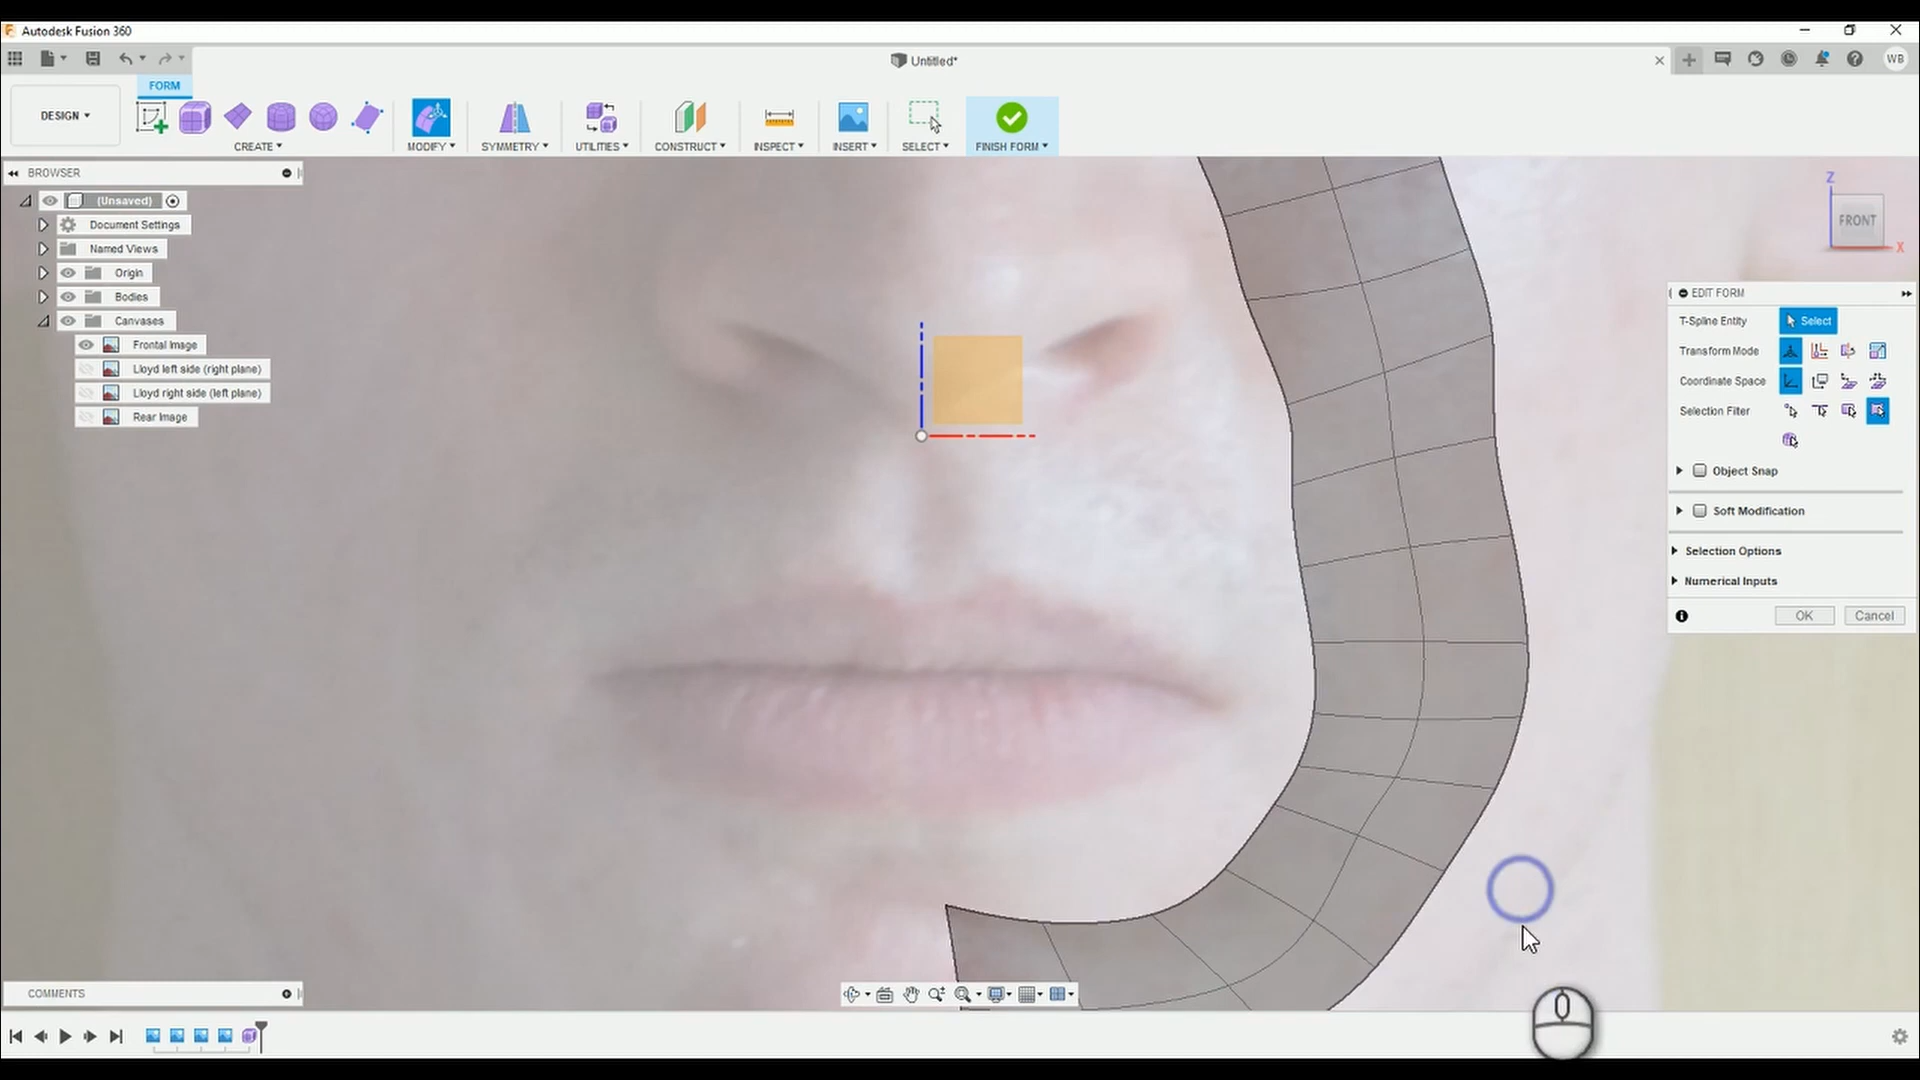 Autodesk Fusion 360
Untitled*
WB
FORM
DESIGN
CREATE
MODIFY
SYMMETRY
UTILITIES
CONSTRUCT
INSPECT
INSERT
SELECT
FINISH FORM
BROWSER
(Unsaved)
Document Settings
Named Views
Origin
Bodies
Canvases
Frontal Image
Lloyd left side (right plane)
Lloyd right side (left plane)
Rear Image
Z
FRONT
X
EDIT FORM
T-Spline Entity
Select
Transform Mode
Coordinate Space
Selection Filter
Object Snap
Soft Modification
Selection Options
Numerical Inputs
OK
Cancel
COMMENTS